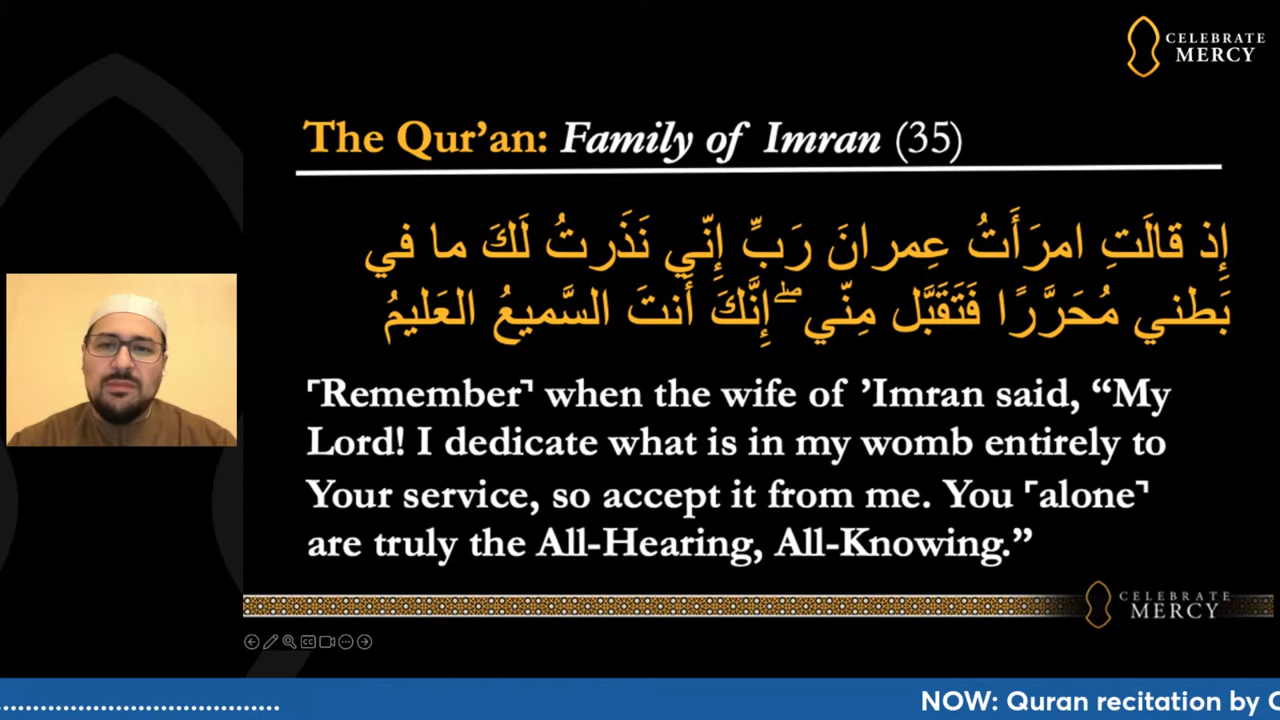 CELEBRATE
MERCY
The Qur’an: Family of Imran (35)
إِذ قالَتِ امرَأَتُ عِمرانَ رَبِّ إِنّي نَذَرتُ لَكَ ما في
بَطني مُحَرَّرًا فَتَقَبَّل مِنّي ۖ إِنَّكَ أَنتَ السَّميعُ العَليمُ
⸢Remember⸣ when the wife of ’Imran said, “My
Lord! I dedicate what is in my womb entirely to
Your service, so accept it from me. You ⸢alone⸣
are truly the All-Hearing, All-Knowing.”
CELEBRATE
MERCY
NOW: Quran recitation by